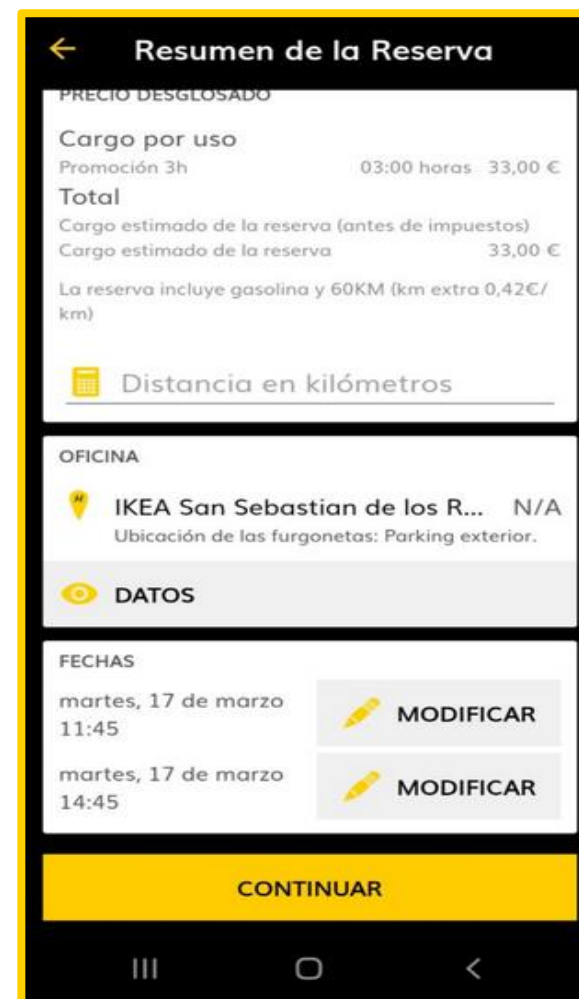 Resumen de la Reserva
PRECIO DESGLOSADO
Cargo por uso
Promoción 3h 03:00 horas 33,00 €
Total
Cargo estimado de la reserva (antes de impuestos)
Cargo estimado de la reserva 33,00 €
La reserva incluye gasolina y 60KM (km extra 0,42€/
km)
Distancia en kilómetros
OFICINA
IKEA San Sebastian de los R... N/A
Ubicación de las furgonetas: Parking exterior.
DATOS
FECHAS
martes, 17 de marzo
11:45
MODIFICAR
martes, 17 de marzo
14:45
MODIFICAR
CONTINUAR